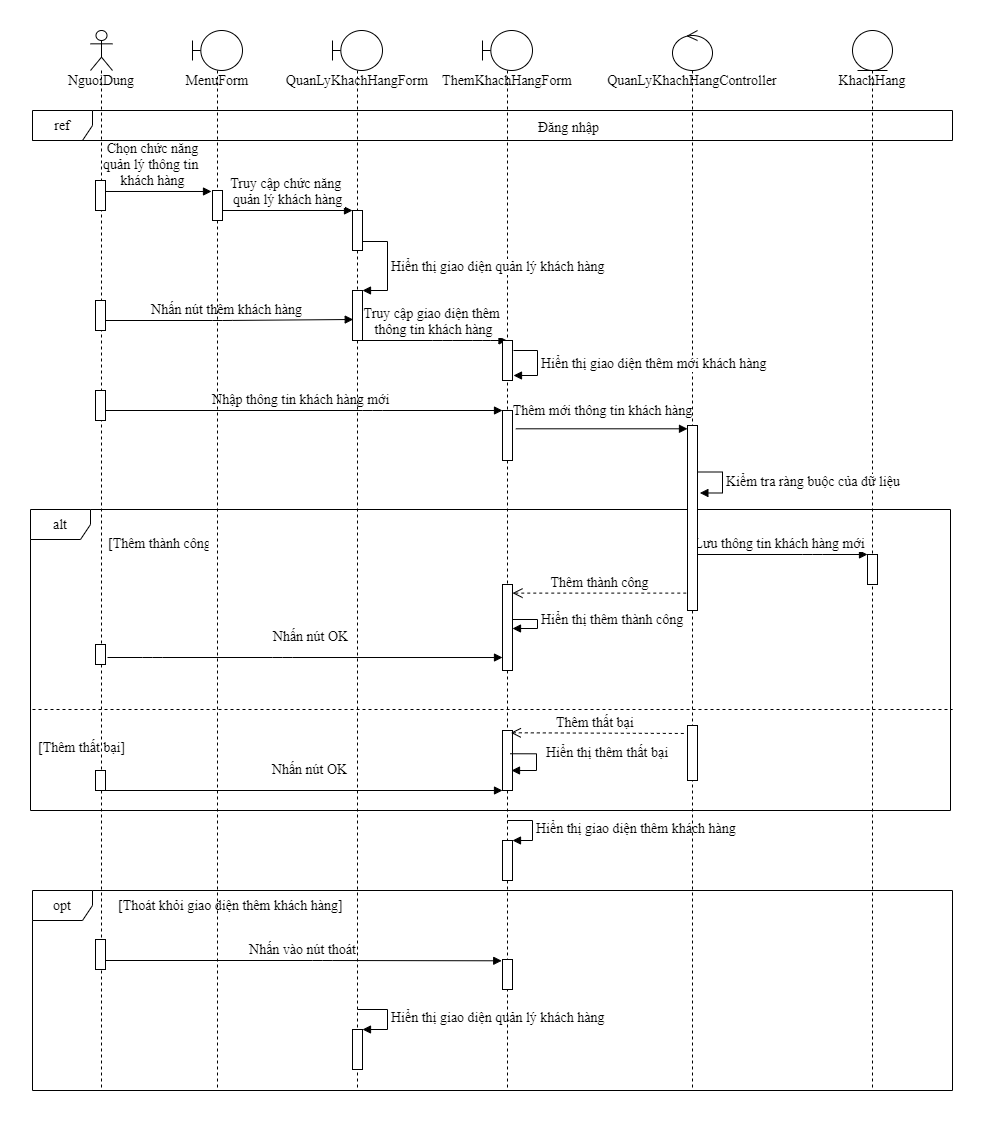 NguoiDung
MenuForm
QuanLyKhachHangForm
ThemKhachHangForm
QuanLyKhachHangController
KhachHang
ref
Đăng nhập
Chọn chức năng
quản lý thông tin
khách hàng
Truy cập chức năng
quản lý khách hàng
Hiển thị giao diện quản lý khách hàng
Nhấn nút thêm khách hàng
Truy cập giao diện thêm
thông tin khách hàng
Hiển thị giao diện thêm mới khách hàng
Nhập thông tin khách hàng mới
Thêm mới thông tin khách hàng
Kiểm tra ràng buộc của dữ liệu
alt
[Thêm thành công
Lưu thông tin khách hàng mới
Thêm thành công
Hiển thị thêm thành công
Nhấn nút OK
Thêm thất bại
[Thêm thất bại]
Hiển thị thêm thất bại
Nhấn nút OK
Hiển thị giao diện thêm khách hàng
opt
[Thoát khỏi giao diện thêm khách hàng]
Nhấn vào nút thoát
Hiển thị giao diện quản lý khách hàng